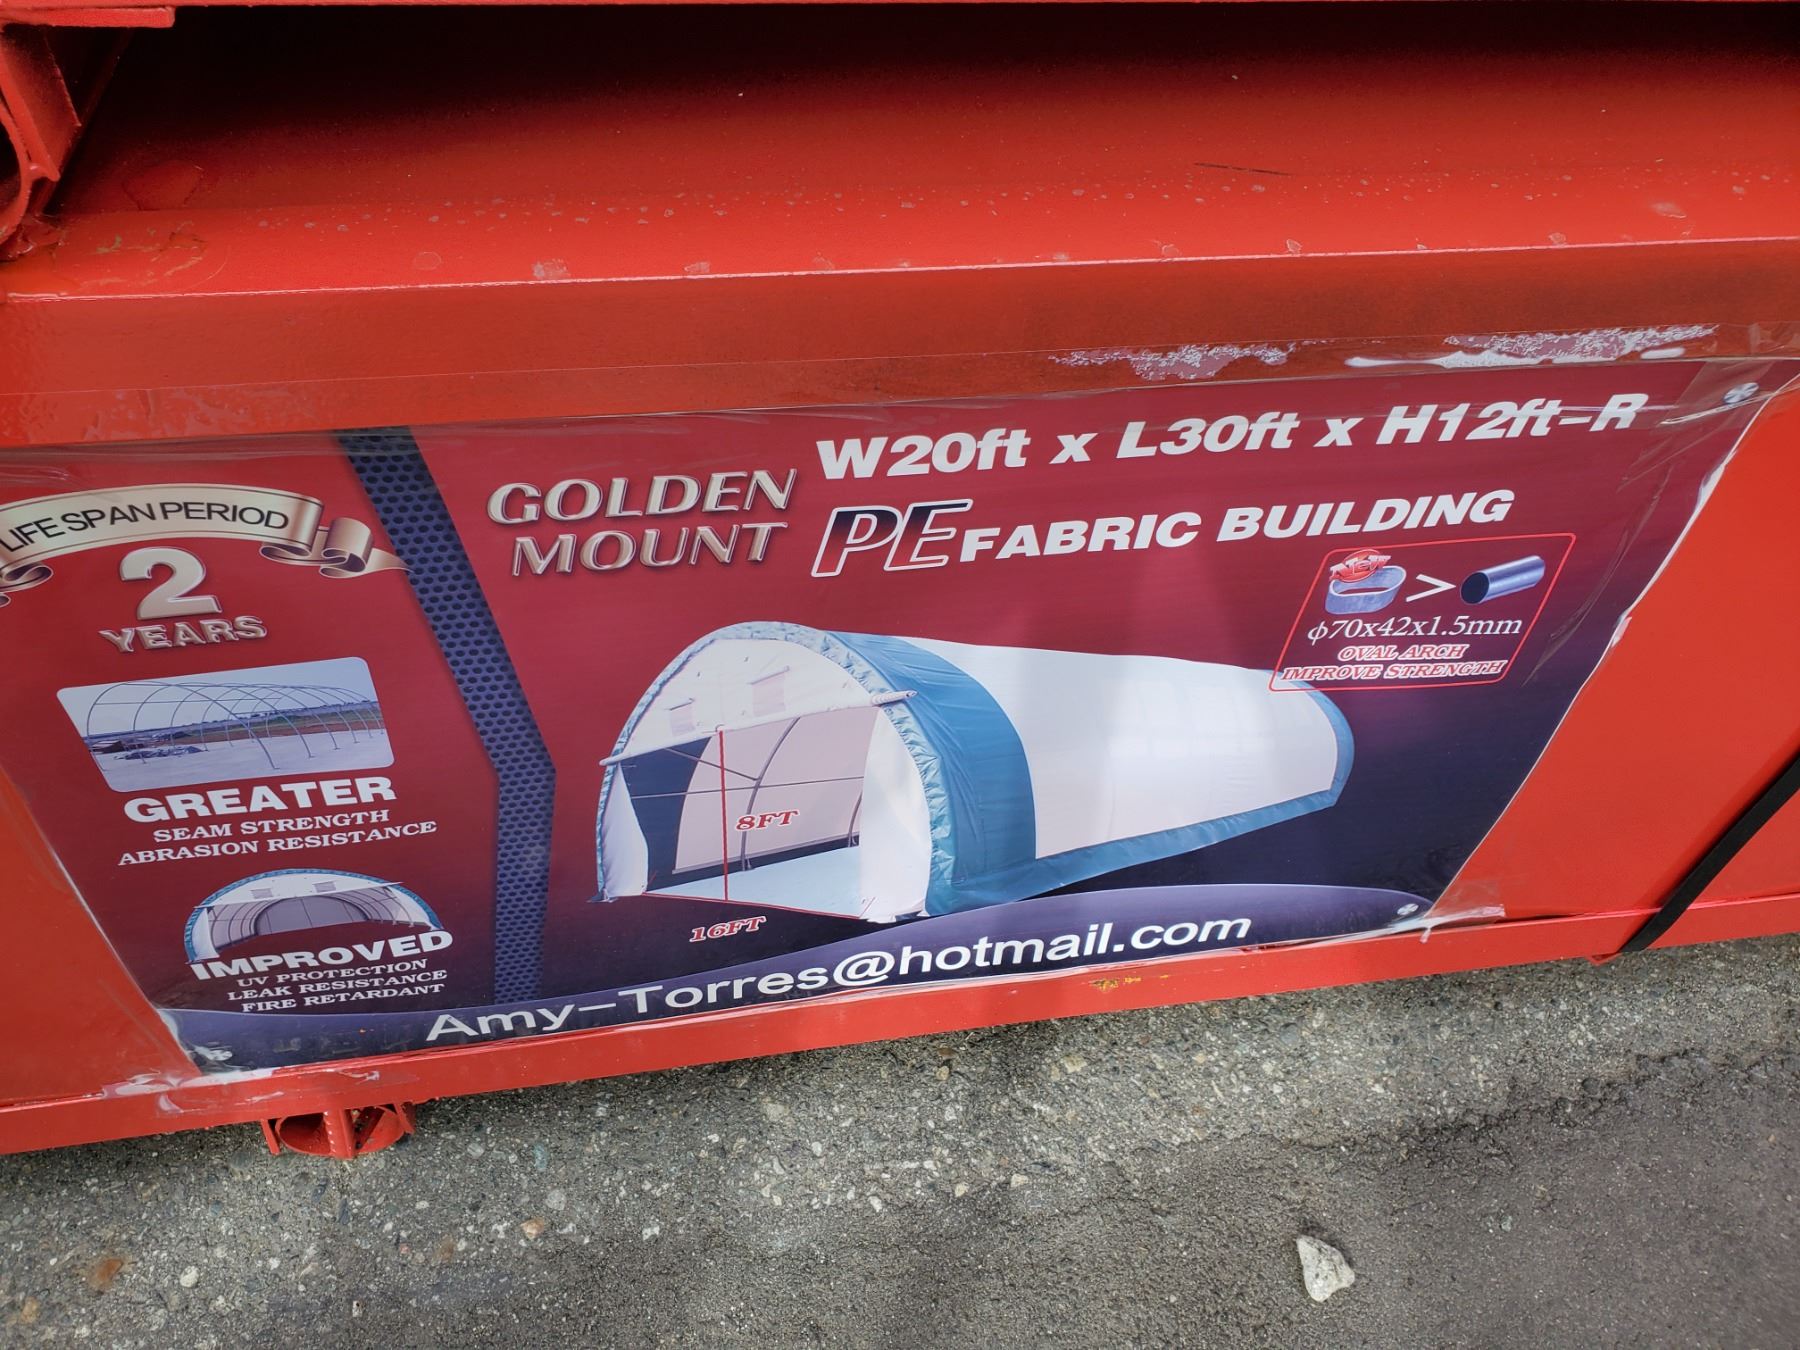 W20ft x L30ft x H12ft-R
GOLDEN
MOUNT
PE FABRIC BUILDING
LIFE SPAN PERIOD
2
YEARS
New
>
ϕ70x42x1.5mm
OVAL ARCH
IMPROVE STRENGTH
GREATER
SEAM STRENGTH
ABRASION RESISTANCE
8FT
16FT
IMPROVED
UV PROTECTION
LEAK RESISTANCE
FIRE RETARDANT
Amy-Torres@hotmail.com